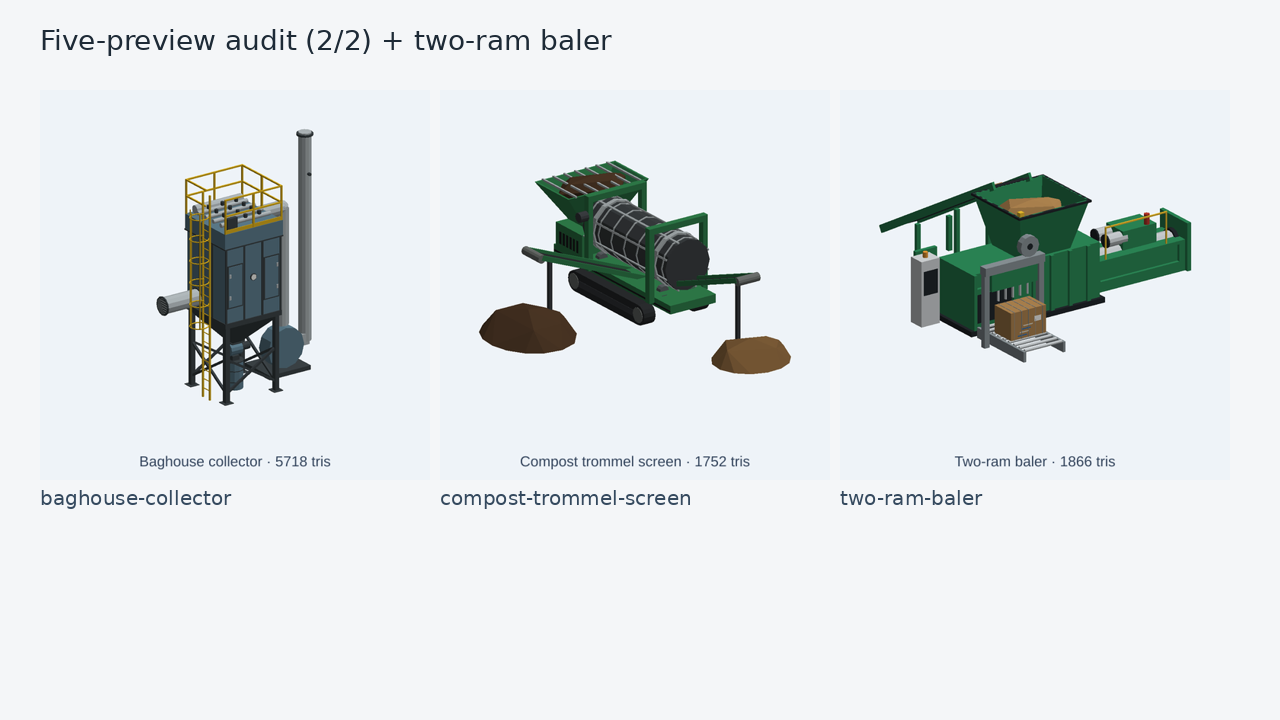 Five-preview audit (2/2) + two-ram baler
Baghouse collector · 5718 tris
Compost trommel screen · 1752 tris
Two-ram baler · 1866 tris
baghouse-collector
compost-trommel-screen
two-ram-baler